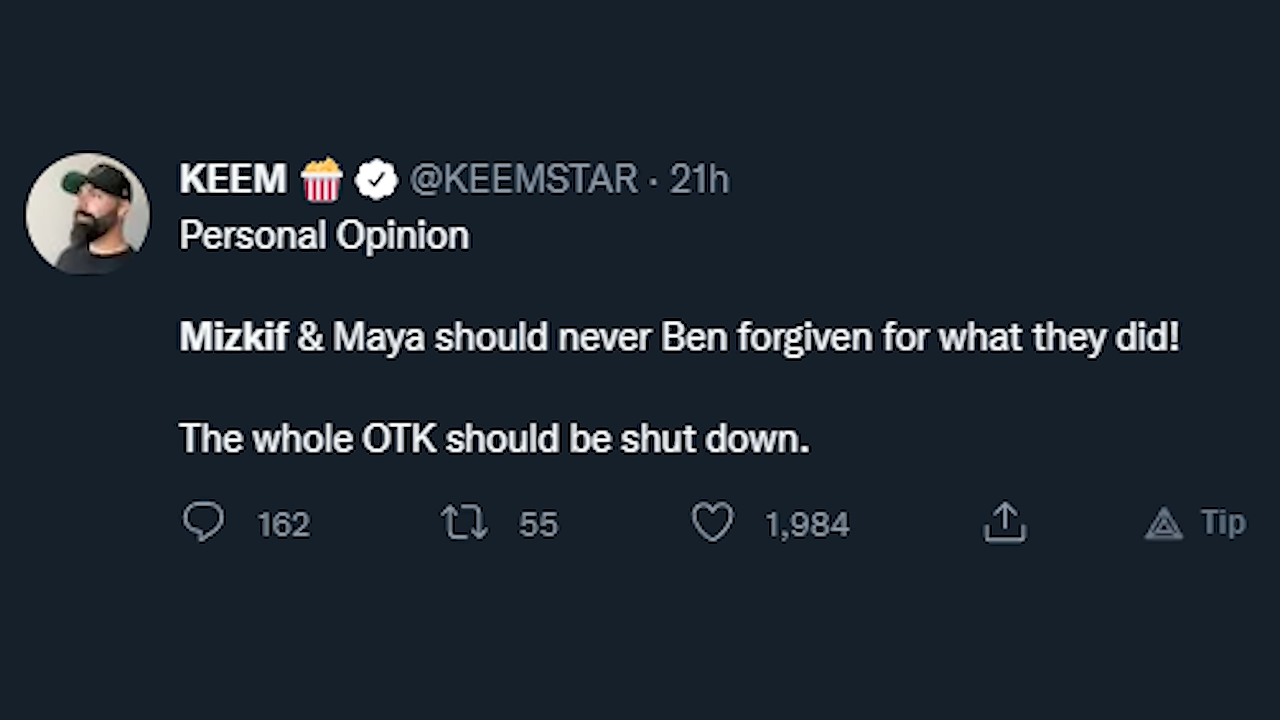 KEEM 🍿 @KEEMSTAR · 21h
Personal Opinion
Mizkif & Maya should never Ben forgiven for what they did!
The whole OTK should be shut down.
162 55 1,984 Tip